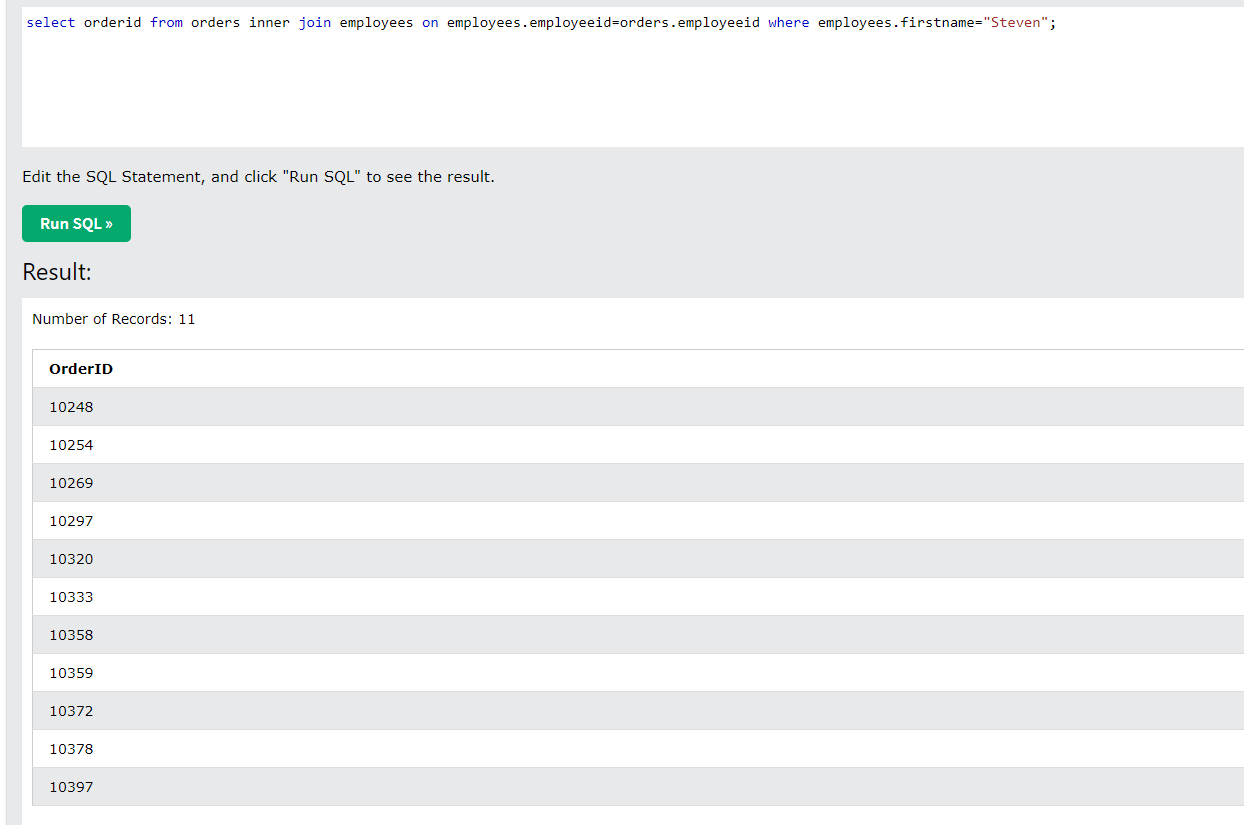 select orderid from orders inner join employees on employees.employeeid=orders.employeeid where employees.firstname="Steven";
Edit the SQL Statement, and click "Run SQL" to see the result.
Run SQL »
Result:
Number of Records: 11
OrderID
10248
10254
10269
10297
10320
10333
10358
10359
10372
10378
10397